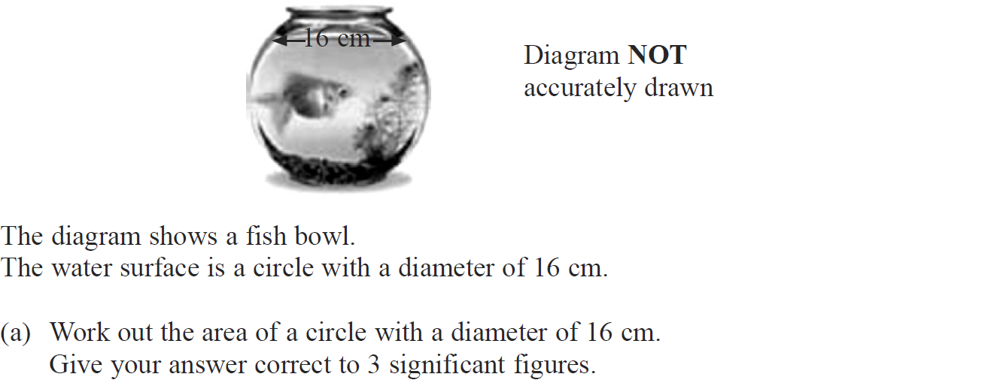 16 cm
Diagram NOT
accurately drawn
The diagram shows a fish bowl.
The water surface is a circle with a diameter of 16 cm.
(a) Work out the area of a circle with a diameter of 16 cm.
Give your answer correct to 3 significant figures.